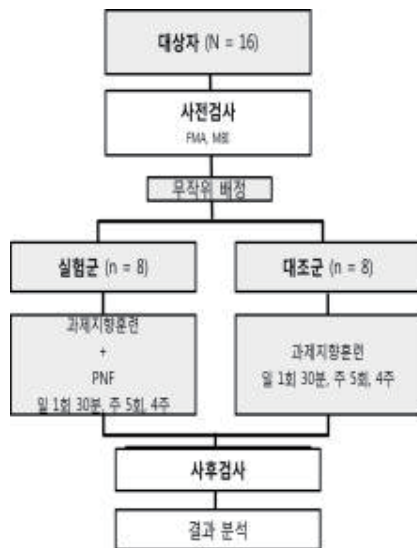 대상자 (N = 16)
사전검사
FMA, MBI
무작위 배정
실험군 (n = 8)
대조군 (n = 8)
과제지향훈련
+
PNF
일 1회 30분, 주 5회, 4주
과제지향훈련
일 1회 30분, 주 5회, 4주
사후검사
결과 분석